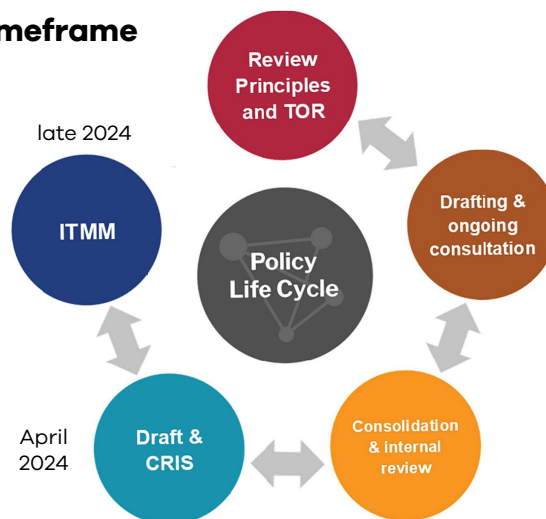 meframe
Review
Principles
and TOR
late 2024
ITMM
Drafting &
ongoing
consultation
Policy
Life Cycle
April
2024
Draft &
CRIS
Consolidation
& internal
review